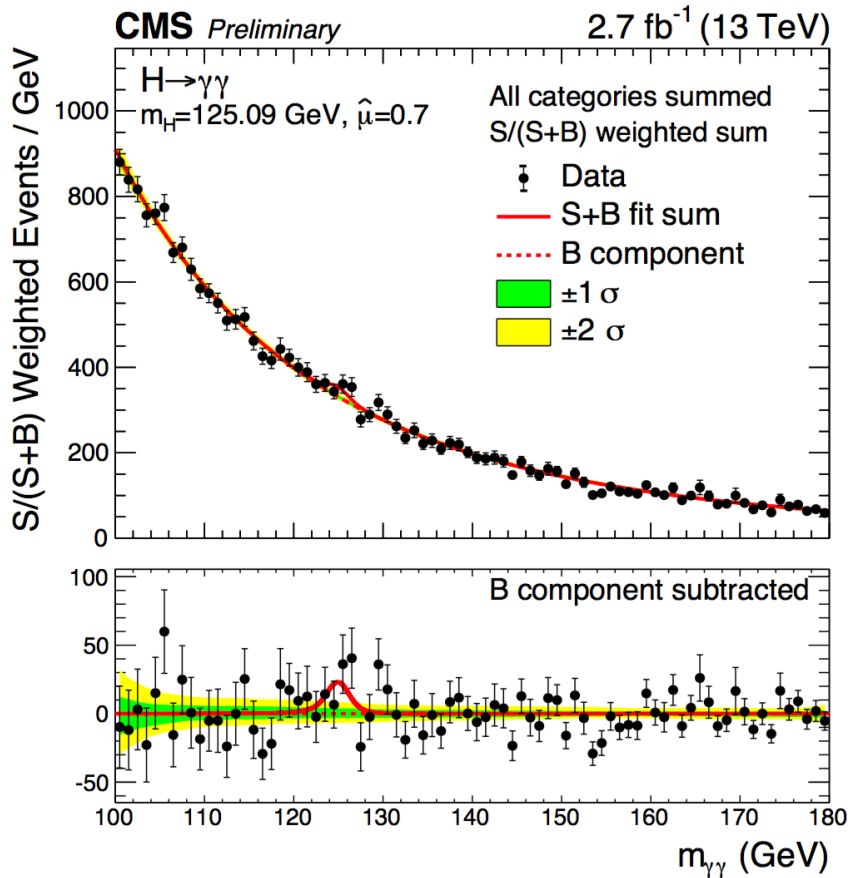 CMS Preliminary 2.7 fb⁻¹ (13 TeV)
H→γγ
m_H=125.09 GeV, μ̂=0.7
All categories summed
S/(S+B) weighted sum
Data
S+B fit sum
B component
±1 σ
±2 σ
S/(S+B) Weighted Events / GeV
1000
800
600
400
200
0
B component subtracted
100
50
0
-50
100 110 120 130 140 150 160 170 180
m_γγ (GeV)